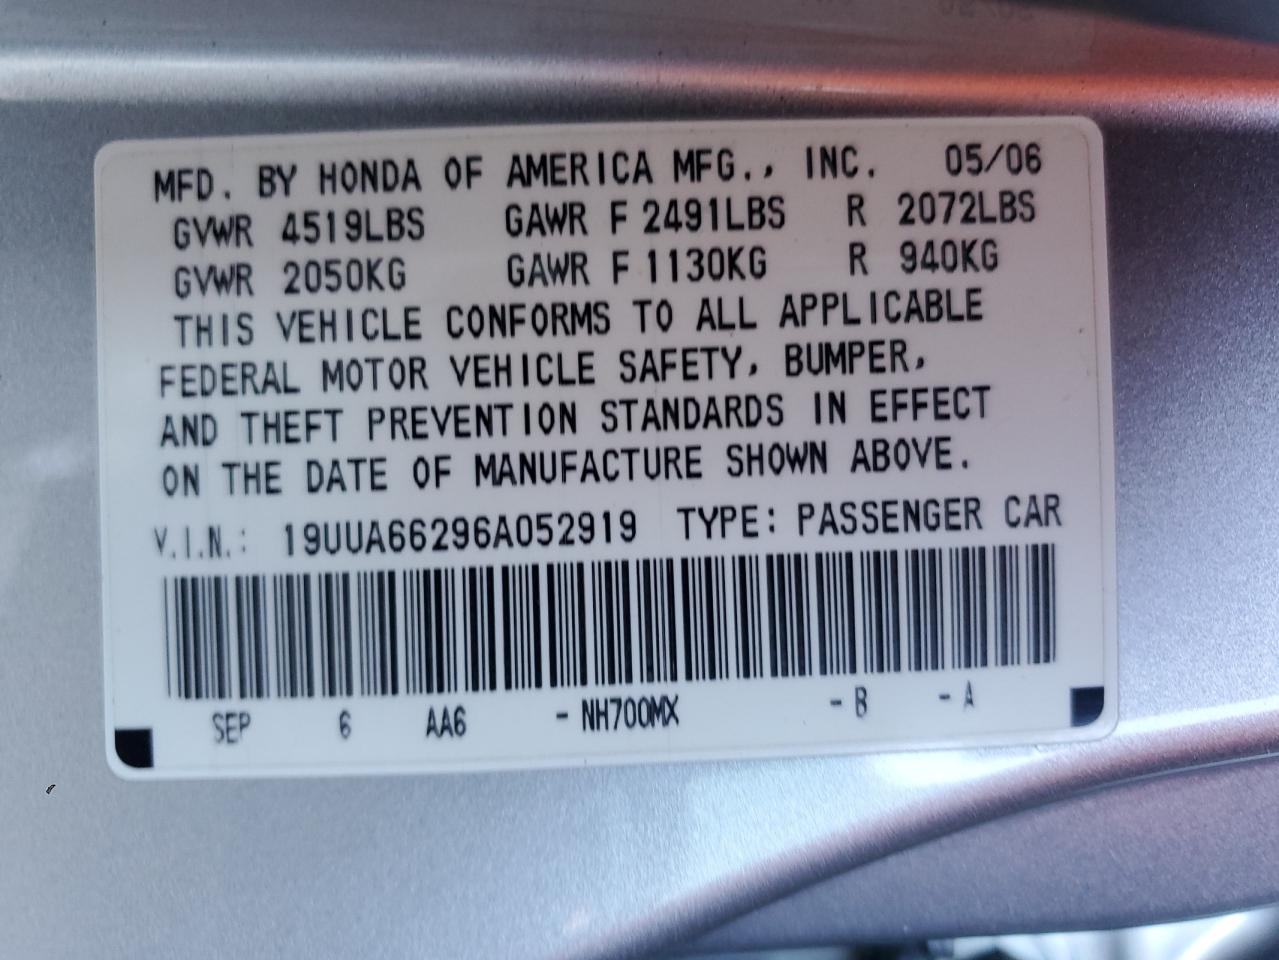 MFD. BY HONDA OF AMERICA MFG., INC. 05/06
GVWR 4519LBS GAWR F 2491LBS R 2072LBS
GVWR 2050KG GAWR F 1130KG R 940KG
THIS VEHICLE CONFORMS TO ALL APPLICABLE
FEDERAL MOTOR VEHICLE SAFETY, BUMPER,
AND THEFT PREVENTION STANDARDS IN EFFECT
ON THE DATE OF MANUFACTURE SHOWN ABOVE.
V.I.N.: 19UUA66296A052919 TYPE: PASSENGER CAR
SEP 6 AA6 - NH700MX - B - A